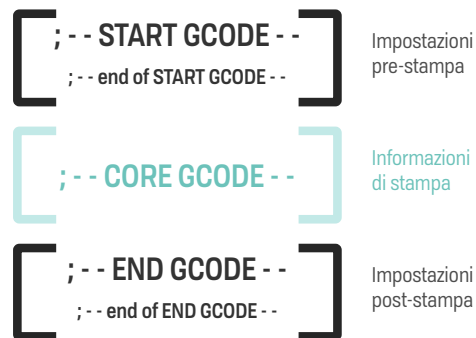 ; - - START GCODE - -
; - - end of START GCODE - -
Impostazioni
pre-stampa
; - - CORE GCODE - -
Informazioni
di stampa
; - - END GCODE - -
; - - end of END GCODE - -
Impostazioni
post-stampa